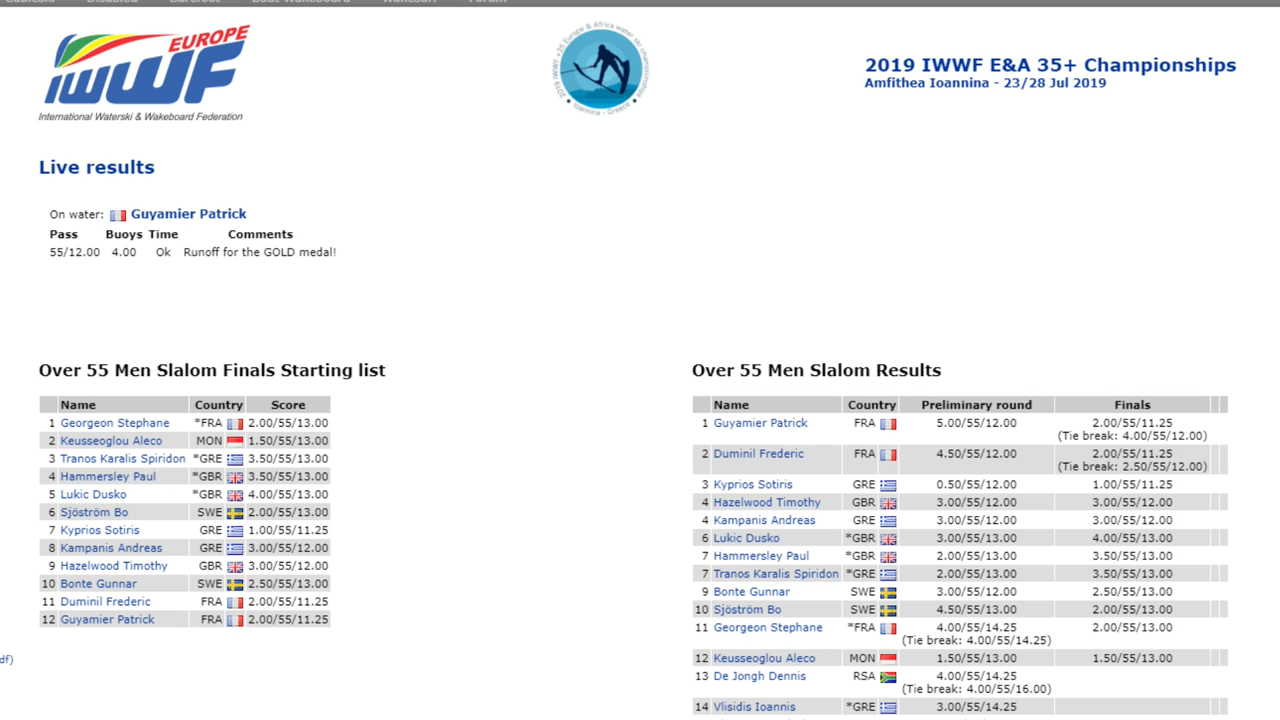 EUROPE
IWWF
International Waterski & Wakeboard Federation
2019 IWWF +35 Europe & Africa water ski championships
Ioannina - Greece
2019 IWWF E&A 35+ Championships
Amfithea Ioannina - 23/28 Jul 2019
Live results
On water: Guyamier Patrick
Pass Buoys Time Comments
55/12.00 4.00 Ok Runoff for the GOLD medal!
Over 55 Men Slalom Finals Starting list
Name Country Score
1 Georgeon Stephane *FRA 2.00/55/13.00
2 Keusseoglou Aleco MON 1.50/55/13.00
3 Tranos Karalis Spiridon *GRE 3.50/55/13.00
4 Hammersley Paul *GBR 3.50/55/13.00
5 Lukic Dusko *GBR 4.00/55/13.00
6 Sjöström Bo SWE 2.00/55/13.00
7 Kyprios Sotiris GRE 1.00/55/11.25
8 Kampanis Andreas GRE 3.00/55/12.00
9 Hazelwood Timothy GBR 3.00/55/12.00
10 Bonte Gunnar SWE 2.50/55/13.00
11 Duminil Frederic FRA 2.00/55/11.25
12 Guyamier Patrick FRA 2.00/55/11.25
df)
Over 55 Men Slalom Results
Name Country Preliminary round Finals
1 Guyamier Patrick FRA 5.00/55/12.00 2.00/55/11.25
(Tie break: 4.00/55/12.00)
2 Duminil Frederic FRA 4.50/55/12.00 2.00/55/11.25
(Tie break: 2.50/55/12.00)
3 Kyprios Sotiris GRE 0.50/55/12.00 1.00/55/11.25
4 Hazelwood Timothy GBR 3.00/55/12.00 3.00/55/12.00
4 Kampanis Andreas GRE 3.00/55/12.00 3.00/55/12.00
6 Lukic Dusko *GBR 3.00/55/13.00 4.00/55/13.00
7 Hammersley Paul *GBR 2.00/55/13.00 3.50/55/13.00
7 Tranos Karalis Spiridon *GRE 2.00/55/13.00 3.50/55/13.00
9 Bonte Gunnar SWE 3.00/55/12.00 2.50/55/13.00
10 Sjöström Bo SWE 4.50/55/13.00 2.00/55/13.00
11 Georgeon Stephane *FRA 4.00/55/14.25 2.00/55/13.00
(Tie break: 4.00/55/14.25)
12 Keusseoglou Aleco MON 1.50/55/13.00 1.50/55/13.00
13 De Jongh Dennis RSA 4.00/55/14.25
(Tie break: 4.00/55/16.00)
14 Vlisidis Ioannis *GRE 3.00/55/14.25